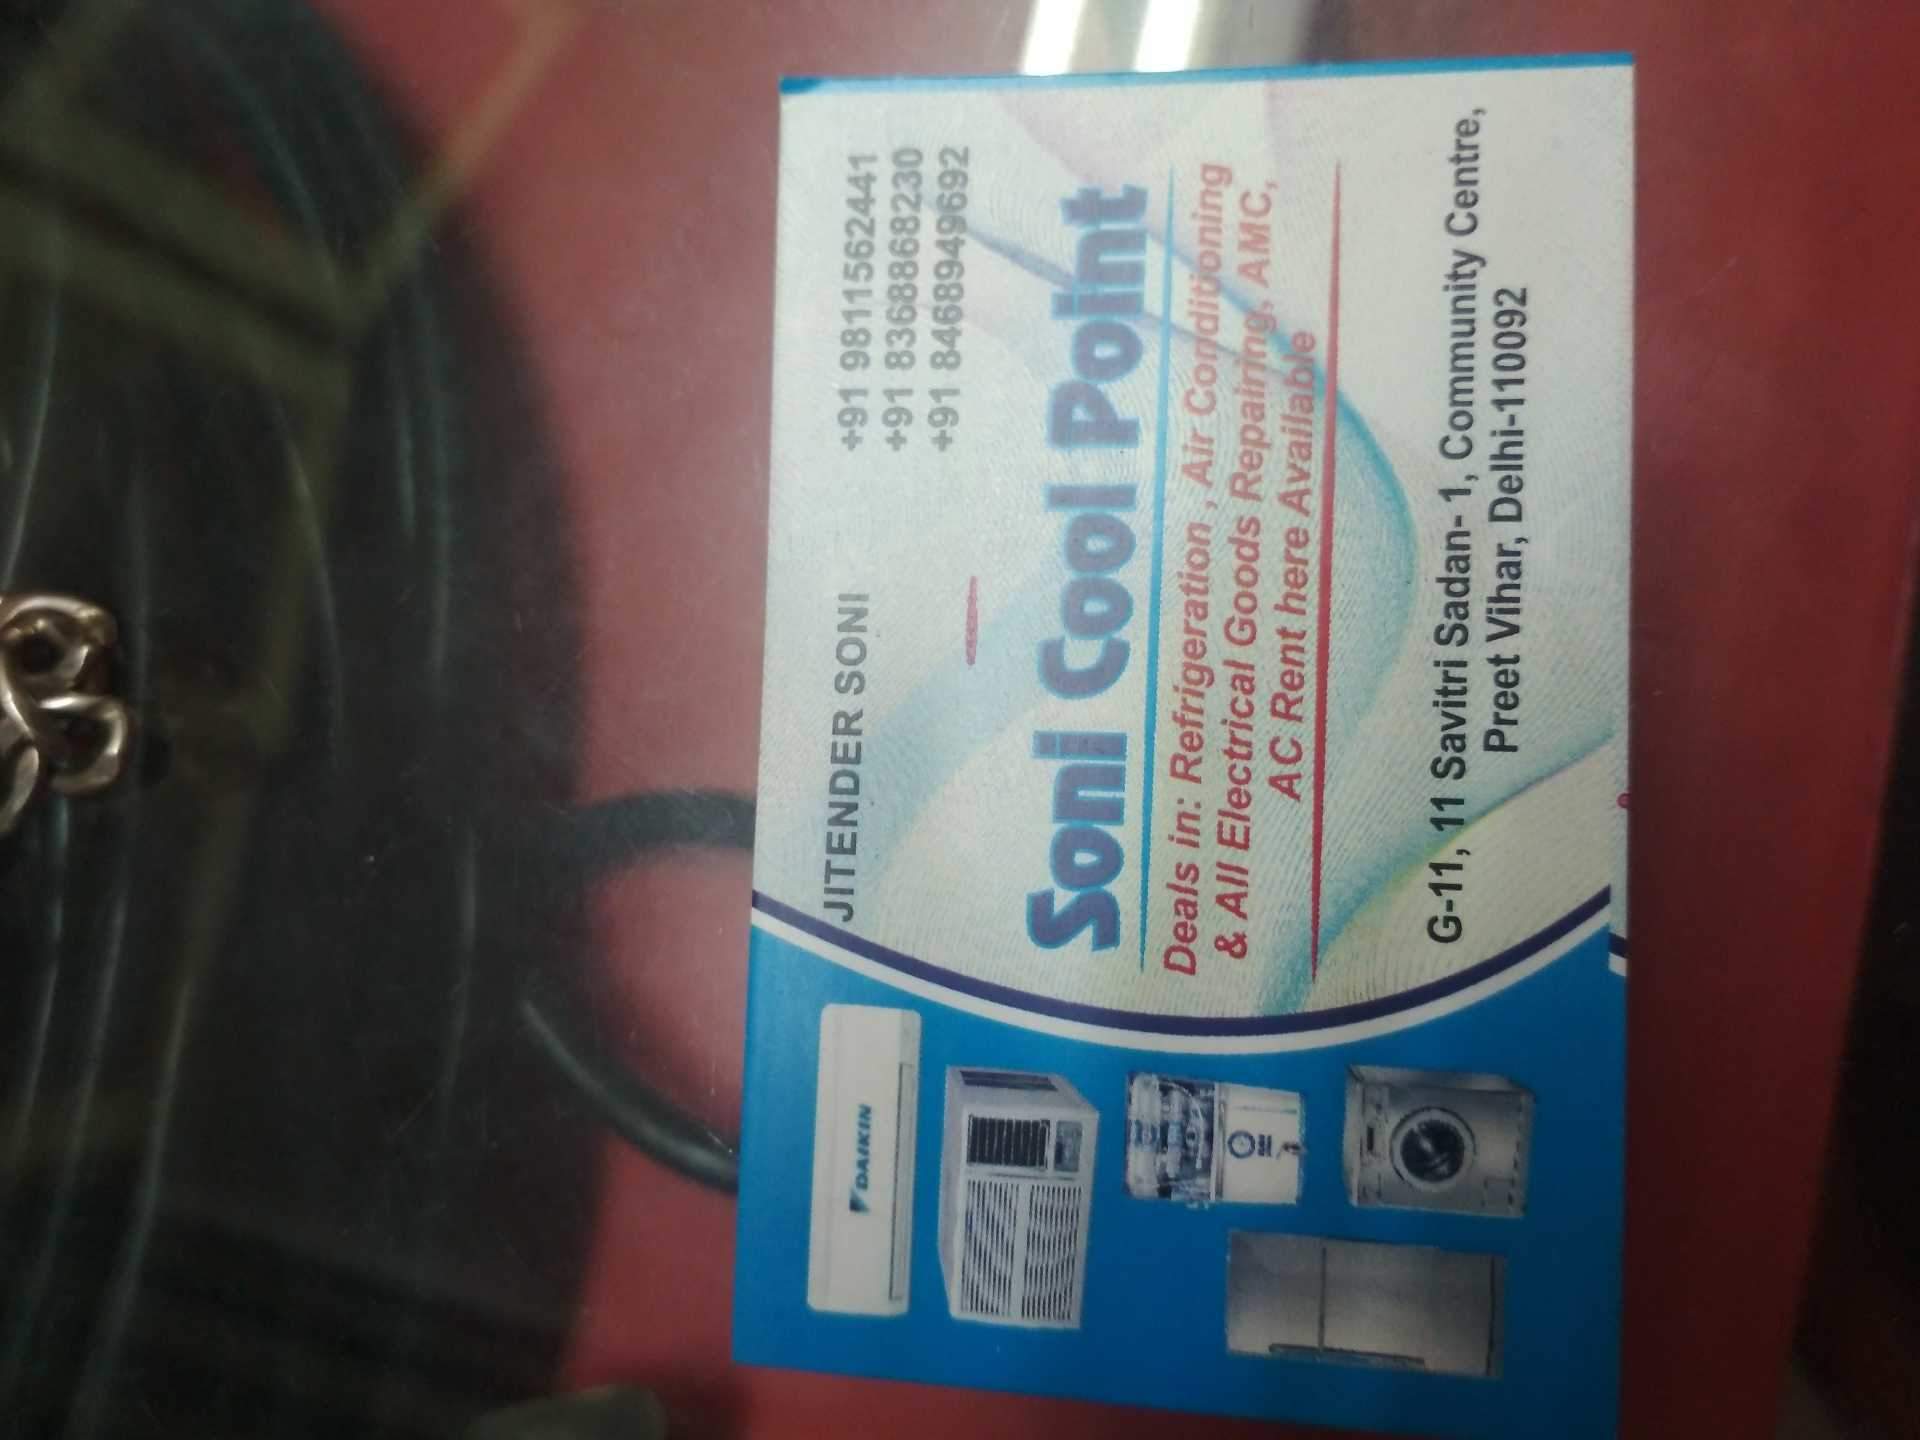 JITENDER SONI
+91 9811562441
+91 8368868230
+91 8468949692
Soni Cool Point
Deals in: Refrigeration , Air Conditioning
& All Electrical Goods Repairing, AMC,
AC Rent here Available
G-11, 11 Savitri Sadan- 1, Community Centre,
Preet Vihar, Delhi-110092
DAIKIN